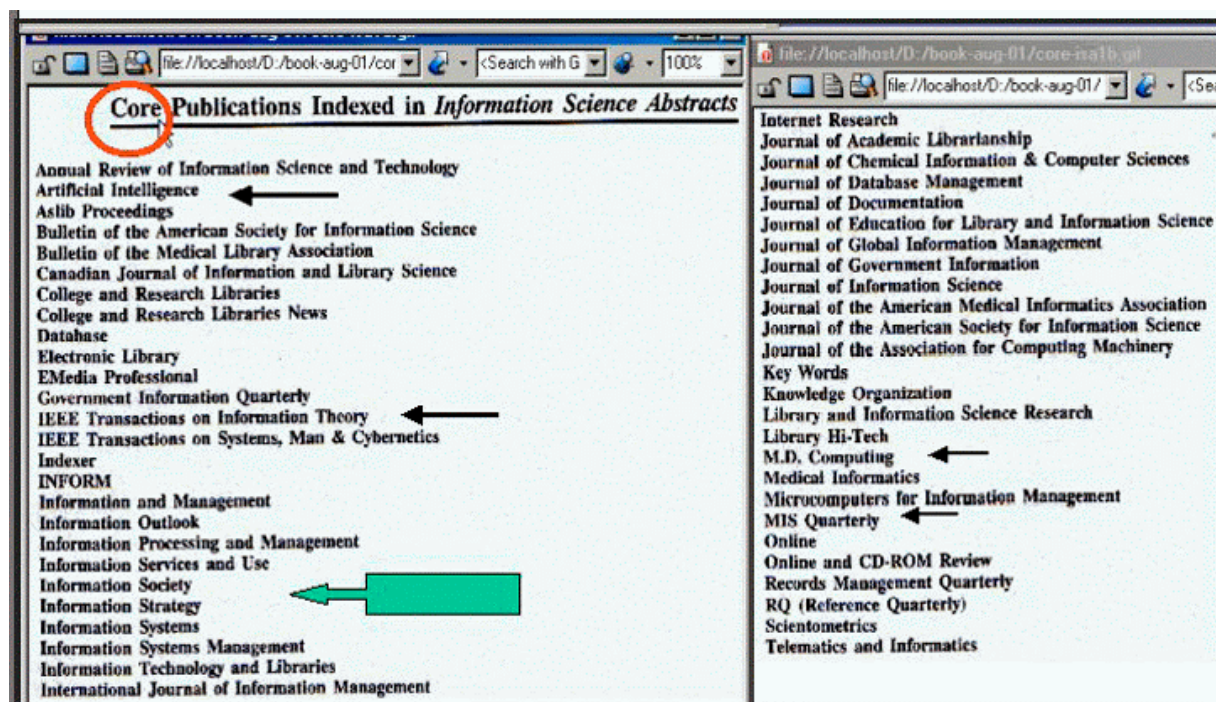 file://localhost/D:/book-aug-01/cor
<Search with G
100%
Core Publications Indexed in Information Science Abstracts
Annual Review of Information Science and Technology
Artificial Intelligence
Aslib Proceedings
Bulletin of the American Society for Information Science
Bulletin of the Medical Library Association
Canadian Journal of Information and Library Science
College and Research Libraries
College and Research Libraries News
Database
Electronic Library
EMedia Professional
Government Information Quarterly
IEEE Transactions on Information Theory
IEEE Transactions on Systems, Man & Cybernetics
Indexer
INFORM
Information and Management
Information Outlook
Information Processing and Management
Information Services and Use
Information Society
Information Strategy
Information Systems
Information Systems Management
Information Technology and Libraries
International Journal of Information Management
file://localhost/D:/book-aug-01/core-isa1b.gif
file://localhost/D:/book-aug-01/
<Sea
Internet Research
Journal of Academic Librarianship
Journal of Chemical Information & Computer Sciences
Journal of Database Management
Journal of Documentation
Journal of Education for Library and Information Science
Journal of Global Information Management
Journal of Government Information
Journal of Information Science
Journal of the American Medical Informatics Association
Journal of the American Society for Information Science
Journal of the Association for Computing Machinery
Key Words
Knowledge Organization
Library and Information Science Research
Library Hi-Tech
M.D. Computing
Medical Informatics
Microcomputers for Information Management
MIS Quarterly
Online
Online and CD-ROM Review
Records Management Quarterly
RQ (Reference Quarterly)
Scientometrics
Telematics and Informatics